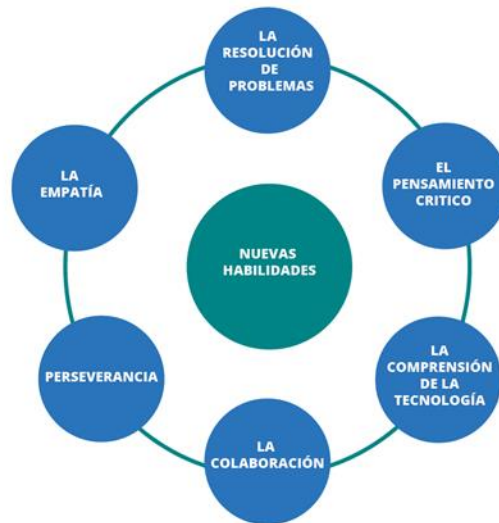 LA
RESOLUCIÓN
DE
PROBLEMAS
EL
PENSAMIENTO
CRITICO
LA
COMPRENSIÓN
DE LA
TECNOLOGÍA
LA
COLABORACIÓN
PERSEVERANCIA
LA
EMPATÍA
NUEVAS
HABILIDADES